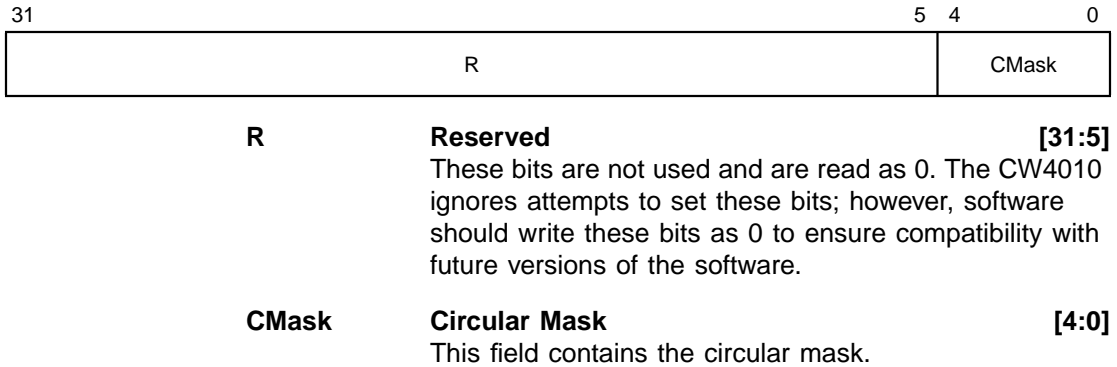 31 5 4 0
R CMask
R Reserved [31:5]
These bits are not used and are read as 0. The CW4010
ignores attempts to set these bits; however, software
should write these bits as 0 to ensure compatibility with
future versions of the software.
CMask Circular Mask [4:0]
This field contains the circular mask.